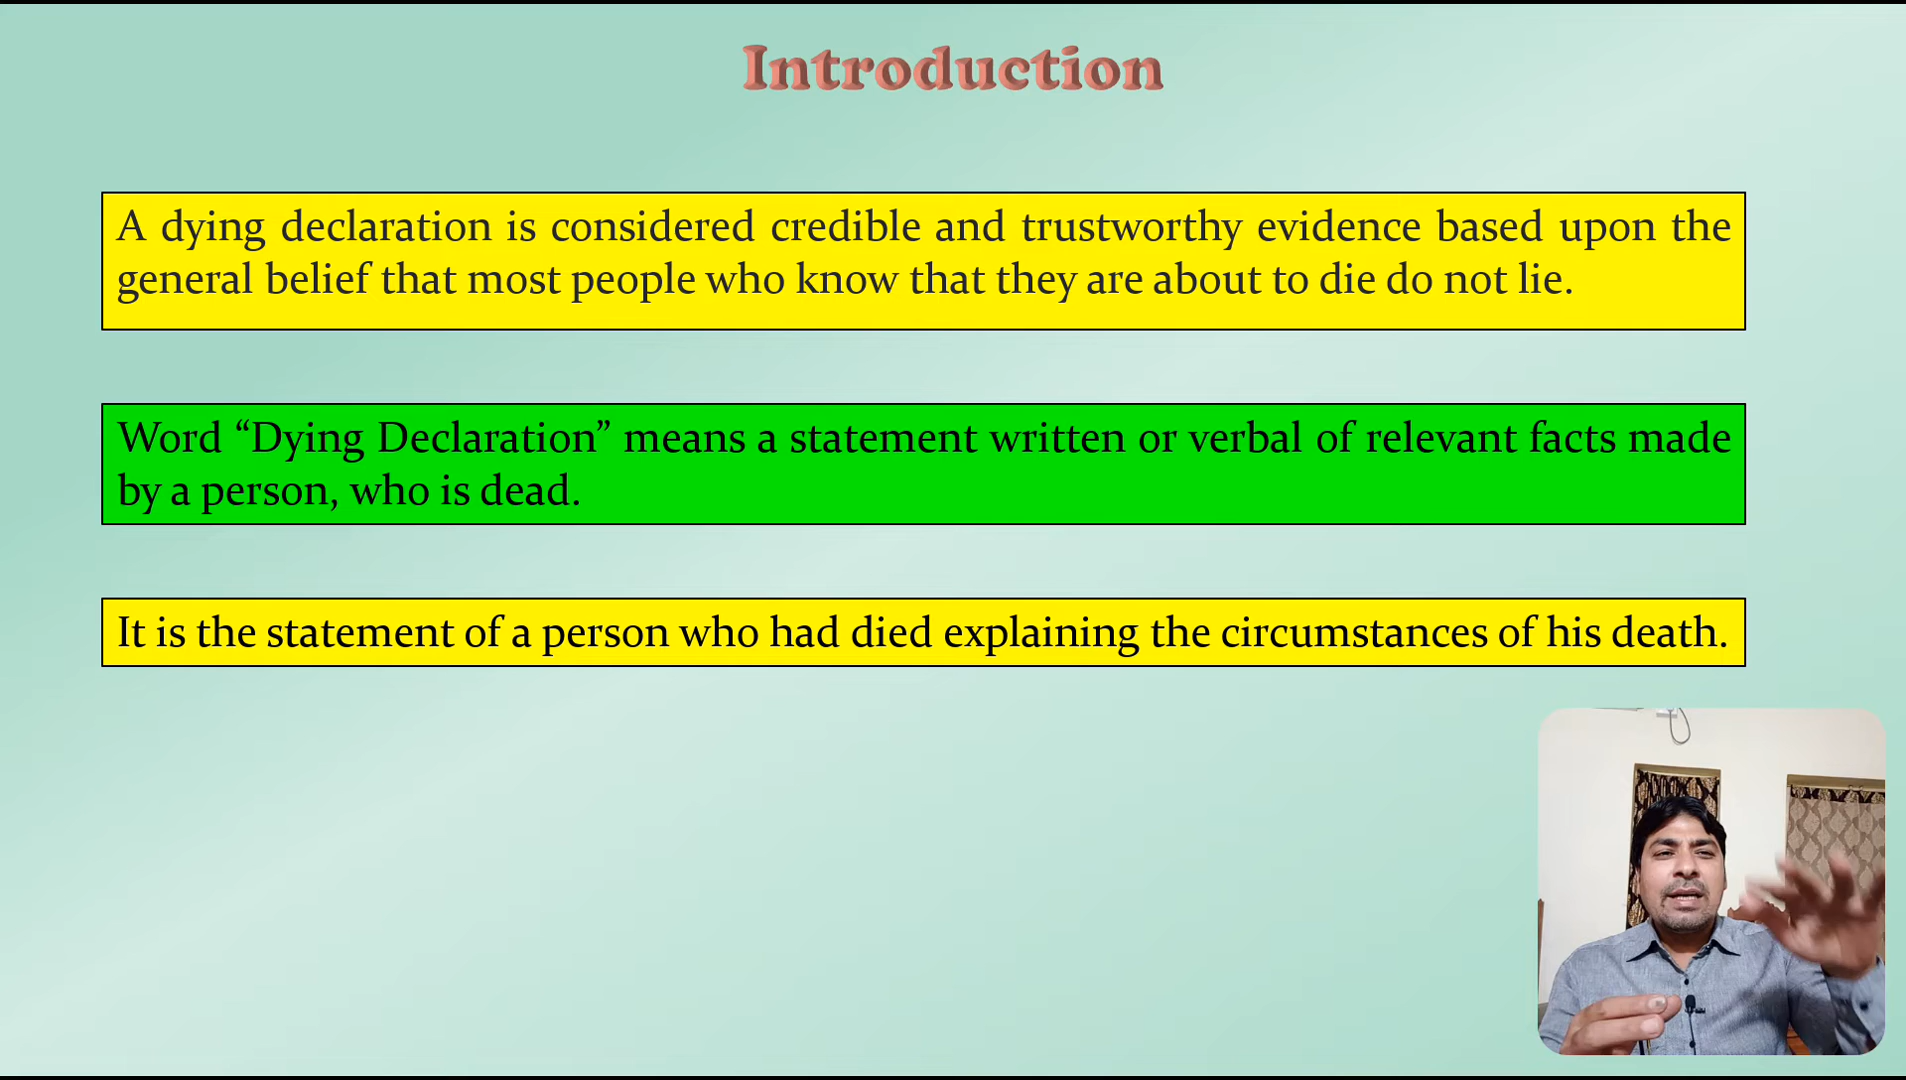 Introduction
A dying declaration is considered credible and trustworthy evidence based upon the
general belief that most people who know that they are about to die do not lie.
Word “Dying Declaration” means a statement written or verbal of relevant facts made
by a person, who is dead.
It is the statement of a person who had died explaining the circumstances of his death.